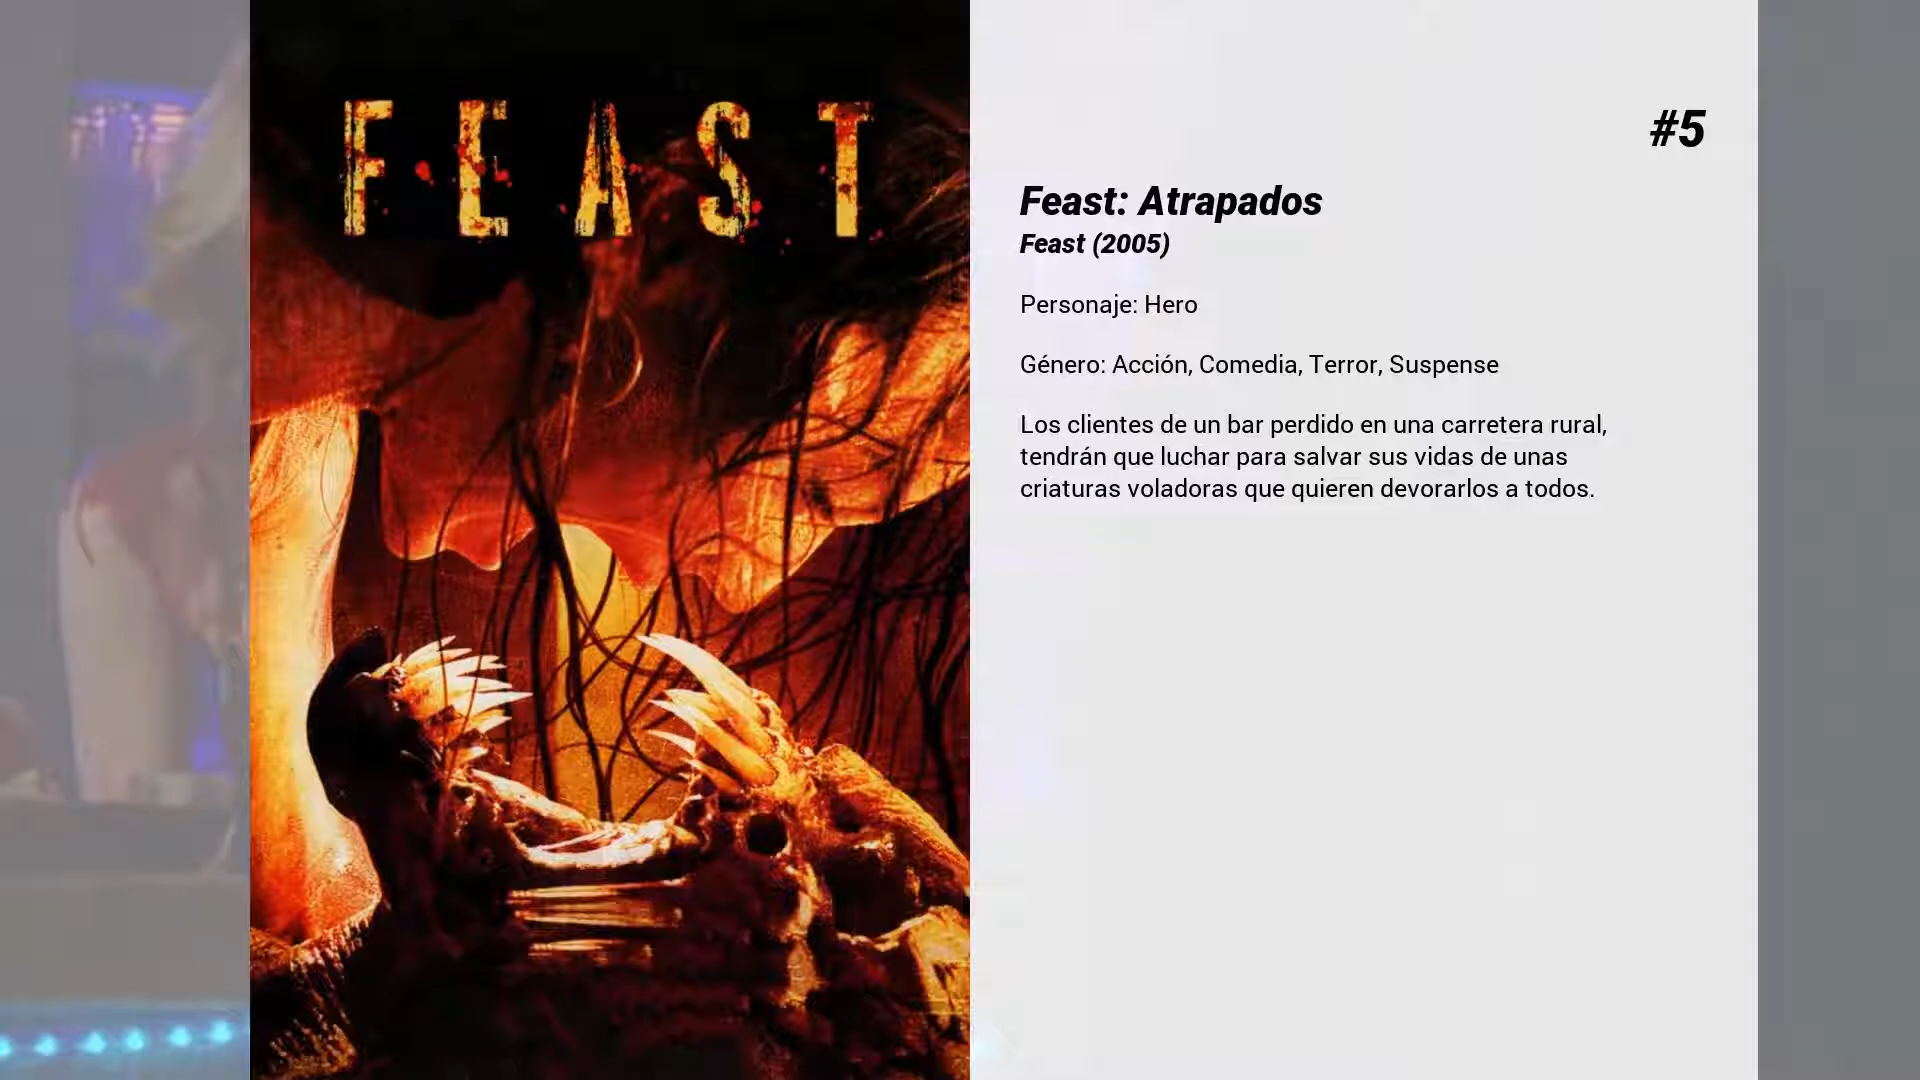 FEAST
#5
Feast: Atrapados
Feast (2005)
Personaje: Hero
Género: Acción, Comedia, Terror, Suspense
Los clientes de un bar perdido en una carretera rural,
tendrán que luchar para salvar sus vidas de unas
criaturas voladoras que quieren devorarlos a todos.